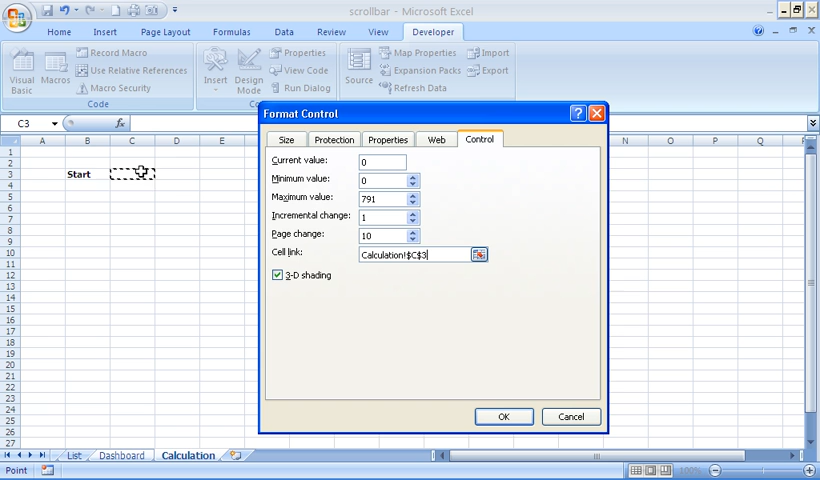 scrollbar - Microsoft Excel
Home Insert Page Layout Formulas Data Review View Developer
Visual Basic
Macros
Record Macro
Use Relative References
Macro Security
Code
Insert
Design Mode
Properties
View Code
Run Dialog
Source
Map Properties
Expansion Packs
Refresh Data
Import
Export
C3
fx
A B C D E N O P Q
1
2
3 Start
4
5
6
7
8
9
10
11
12
13
14
15
16
17
18
19
20
21
22
23
24
25
26
27
Format Control
Size Protection Properties Web Control
Current value: 0
Minimum value: 0
Maximum value: 791
Incremental change: 1
Page change: 10
Cell link: Calculation!$C$3
3-D shading
OK Cancel
List Dashboard Calculation
Point 100%